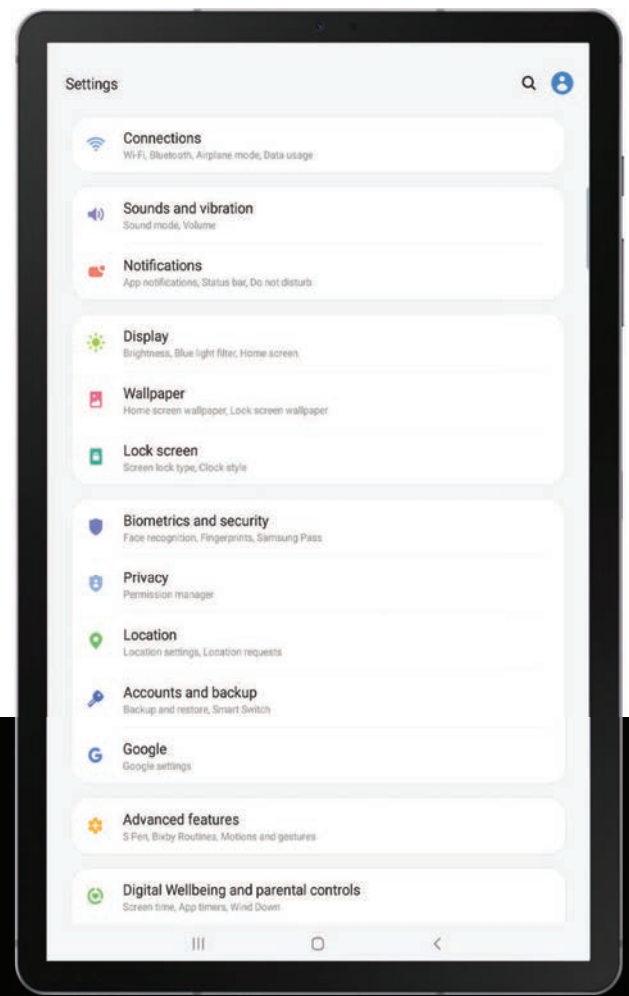 Settings
Connections
Wi-Fi, Bluetooth, Airplane mode, Data usage
Sounds and vibration
Sound mode, Volume
Notifications
App notifications, Status bar, Do not disturb
Display
Brightness, Blue light filter, Home screen
Wallpaper
Home screen wallpaper, Lock screen wallpaper
Lock screen
Screen lock type, Clock style
Biometrics and security
Face recognition, Fingerprints, Samsung Pass
Privacy
Permission manager
Location
Location settings, Location requests
Accounts and backup
Backup and restore, Smart Switch
Google
Google settings
Advanced features
S Pen, Bixby Routines, Motions and gestures
Digital Wellbeing and parental controls
Screen time, App timers, Wind Down